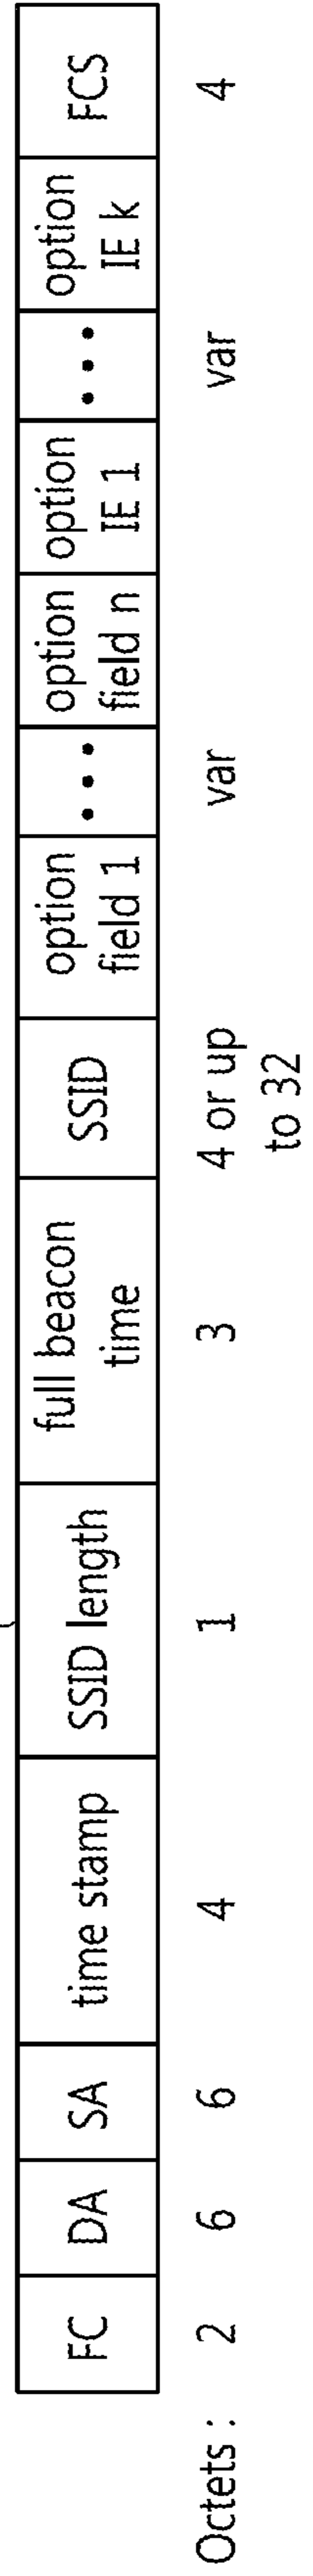 FC
DA
SA
time stamp
SSID length
full beacon
time
SSID
option
field 1
• • •
option
field n
option
IE 1
• • •
option
IE k
FCS
Octets :
2
6
6
4
1
3
4 or up
to 32
var
var
4